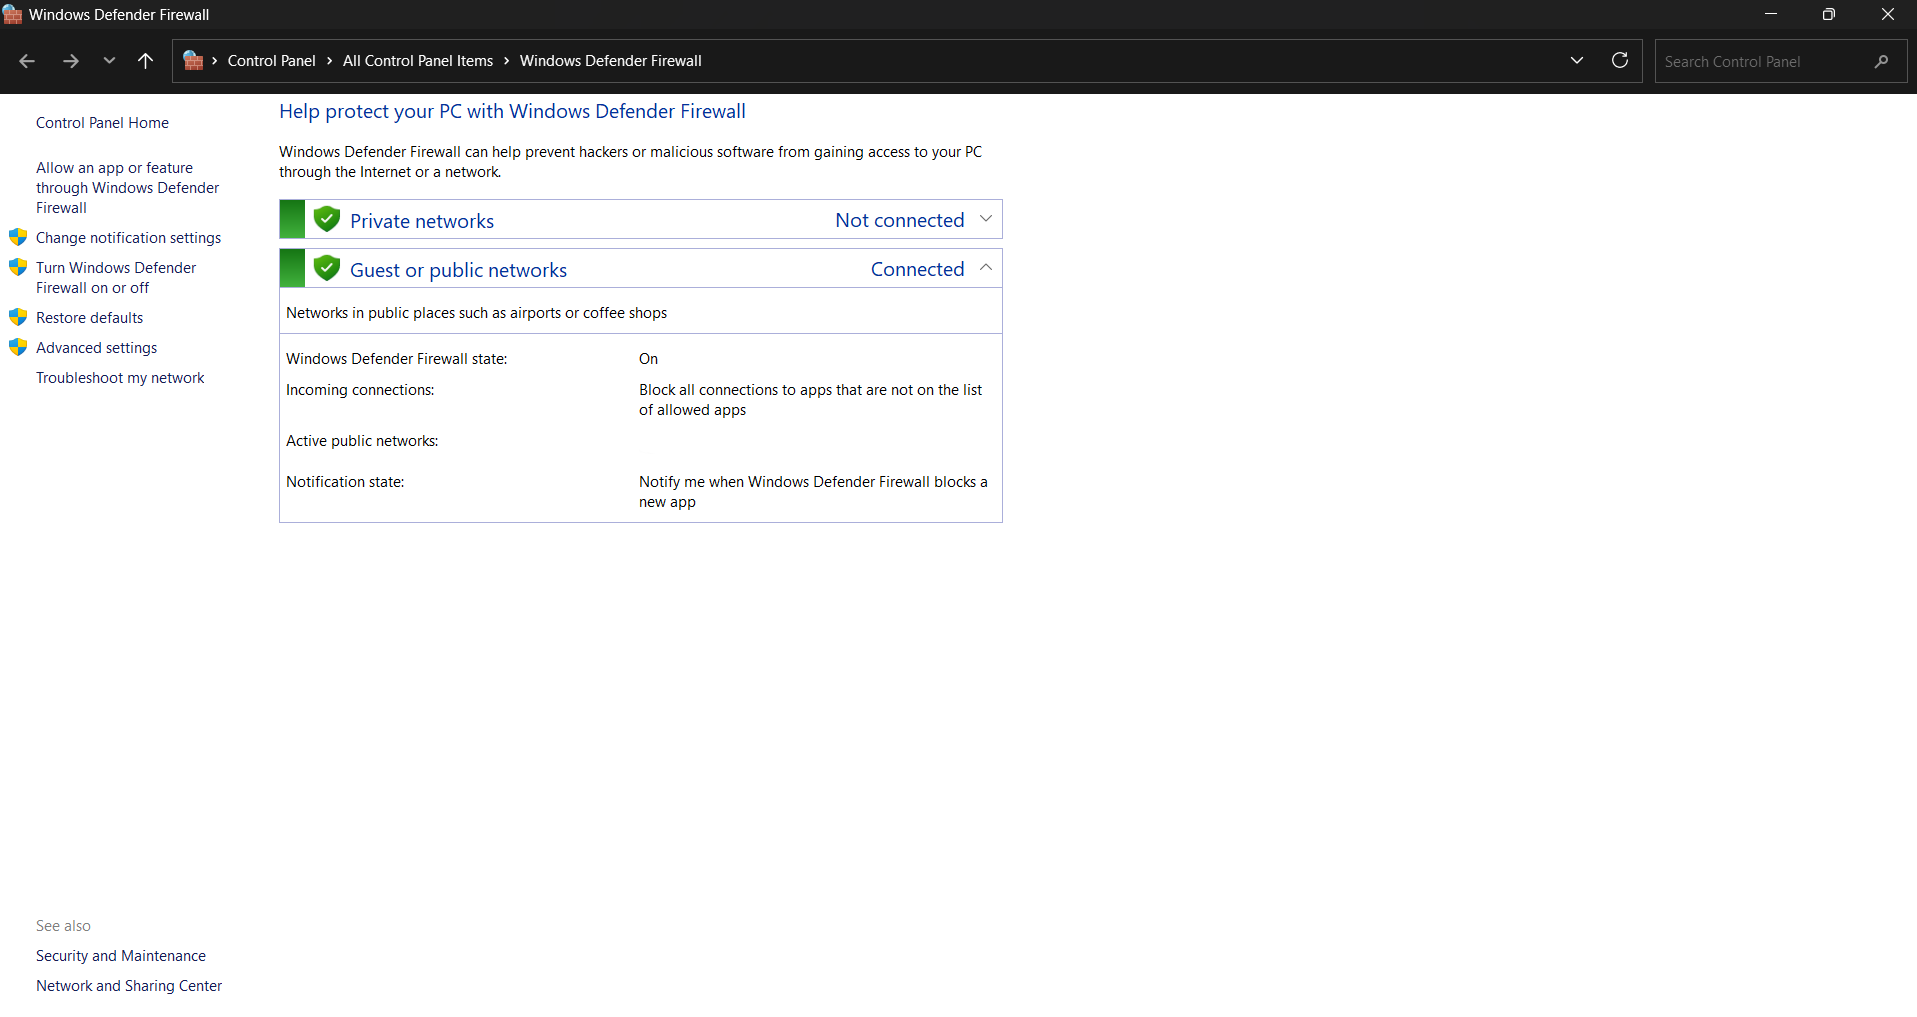 Windows Defender Firewall
Control Panel > All Control Panel Items > Windows Defender Firewall
Search Control Panel
Control Panel Home
Allow an app or feature
through Windows Defender
Firewall
Change notification settings
Turn Windows Defender
Firewall on or off
Restore defaults
Advanced settings
Troubleshoot my network
Help protect your PC with Windows Defender Firewall
Windows Defender Firewall can help prevent hackers or malicious software from gaining access to your PC
through the Internet or a network.
Private networks Not connected
Guest or public networks Connected
Networks in public places such as airports or coffee shops
Windows Defender Firewall state: On
Incoming connections: Block all connections to apps that are not on the list
of allowed apps
Active public networks:
Notification state: Notify me when Windows Defender Firewall blocks a
new app
See also
Security and Maintenance
Network and Sharing Center